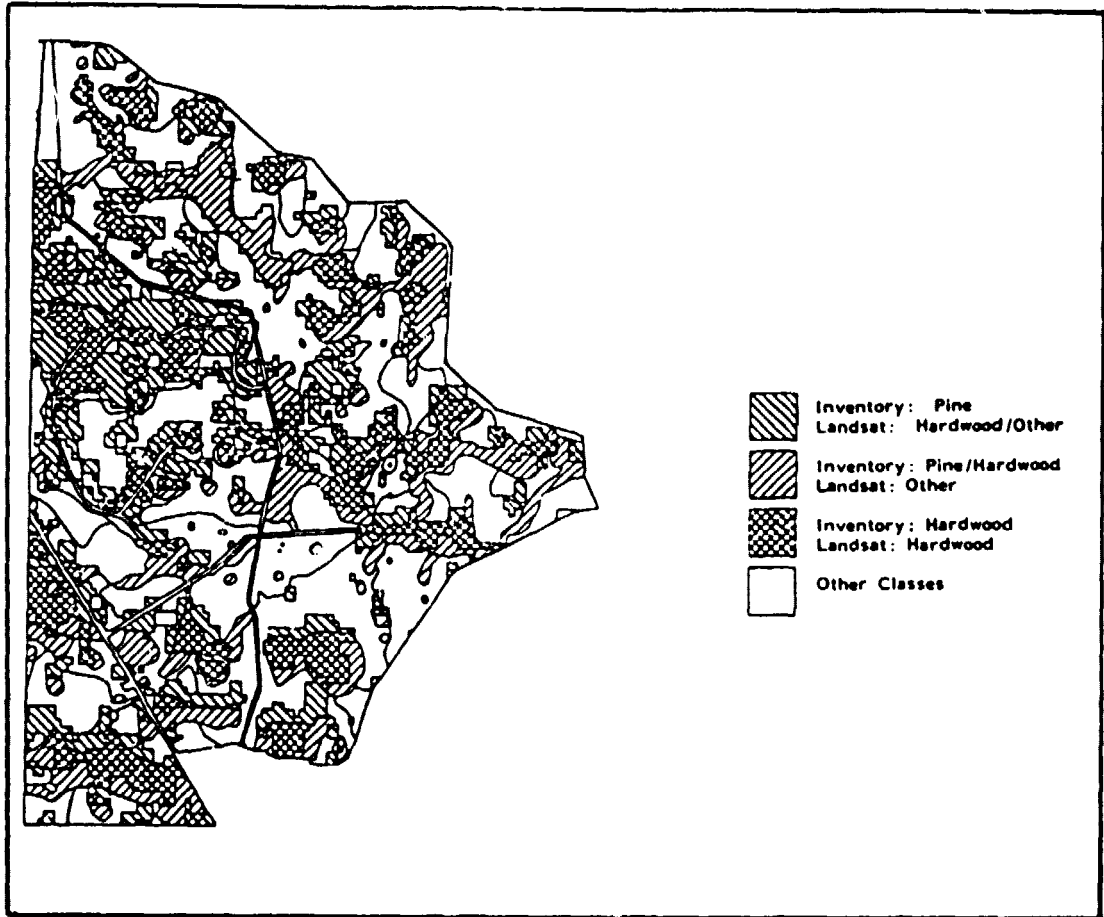 Inventory: Pine
Landsat: Hardwood/Other
Inventory: Pine/Hardwood
Landsat: Other
Inventory: Hardwood
Landsat: Hardwood
Other Classes